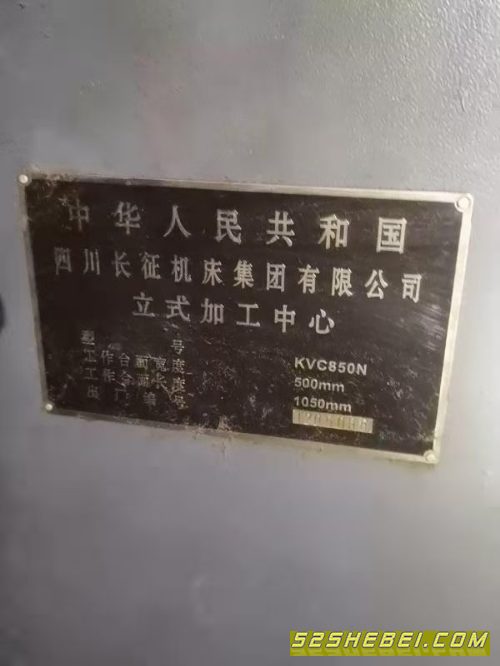 中华人民共和国
四川长征机床集团有限公司
立式加工中心
型号 KVC850N
工作台面宽度 500mm
工作台面长度 1050mm
出厂编号
52SHEBEI.COM